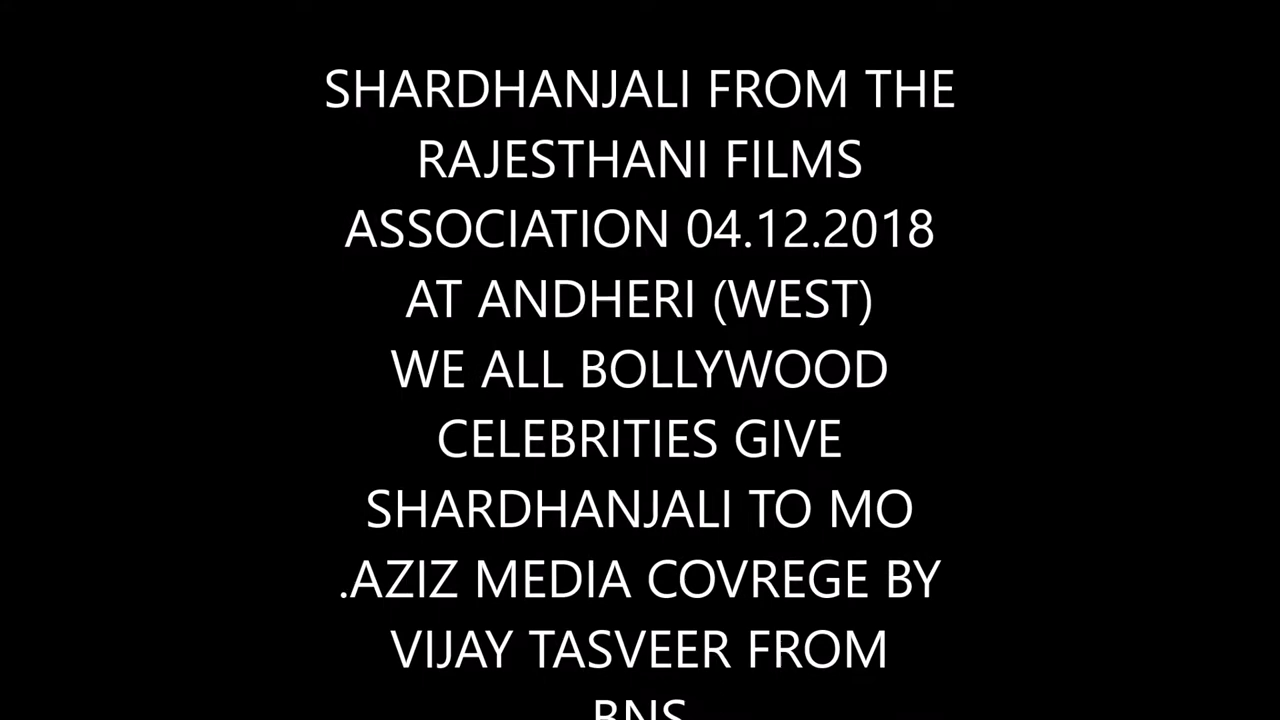 SHARDHANJALI FROM THE
RAJESTHANI FILMS
ASSOCIATION 04.12.2018
AT ANDHERI (WEST)
WE ALL BOLLYWOOD
CELEBRITIES GIVE
SHARDHANJALI TO MO
.AZIZ MEDIA COVREGE BY
VIJAY TASVEER FROM
BNS